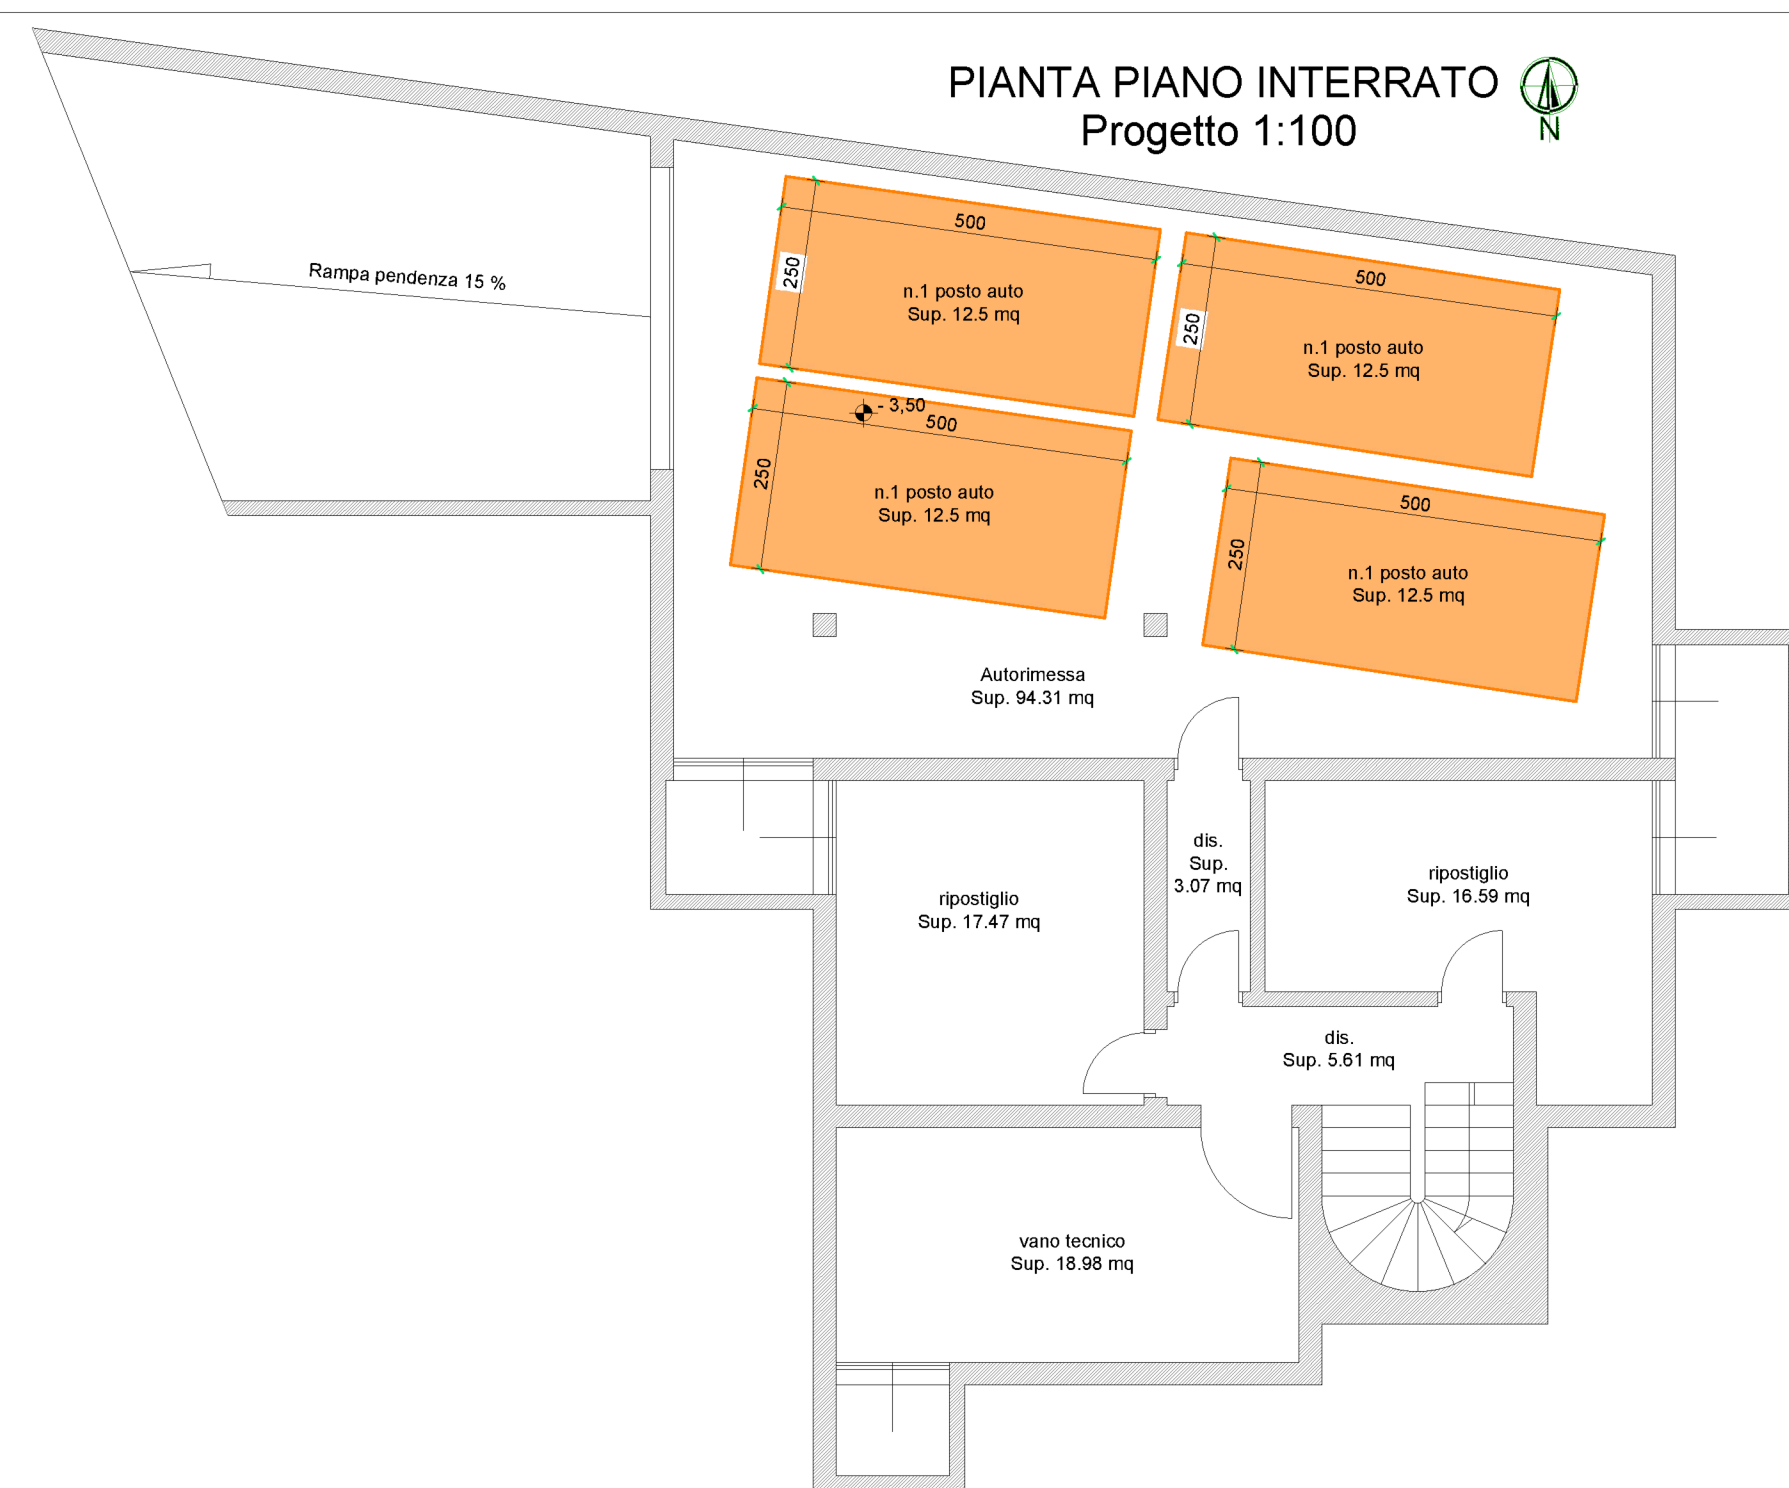 PIANTA PIANO INTERRATO
Progetto 1:100
N
Rampa pendenza 15 %
500
250
n.1 posto auto
Sup. 12.5 mq
500
250
n.1 posto auto
Sup. 12.5 mq
- 3,50
500
250
n.1 posto auto
Sup. 12.5 mq
500
250
n.1 posto auto
Sup. 12.5 mq
Autorimessa
Sup. 94.31 mq
dis.
Sup.
3.07 mq
ripostiglio
Sup. 17.47 mq
ripostiglio
Sup. 16.59 mq
dis.
Sup. 5.61 mq
vano tecnico
Sup. 18.98 mq